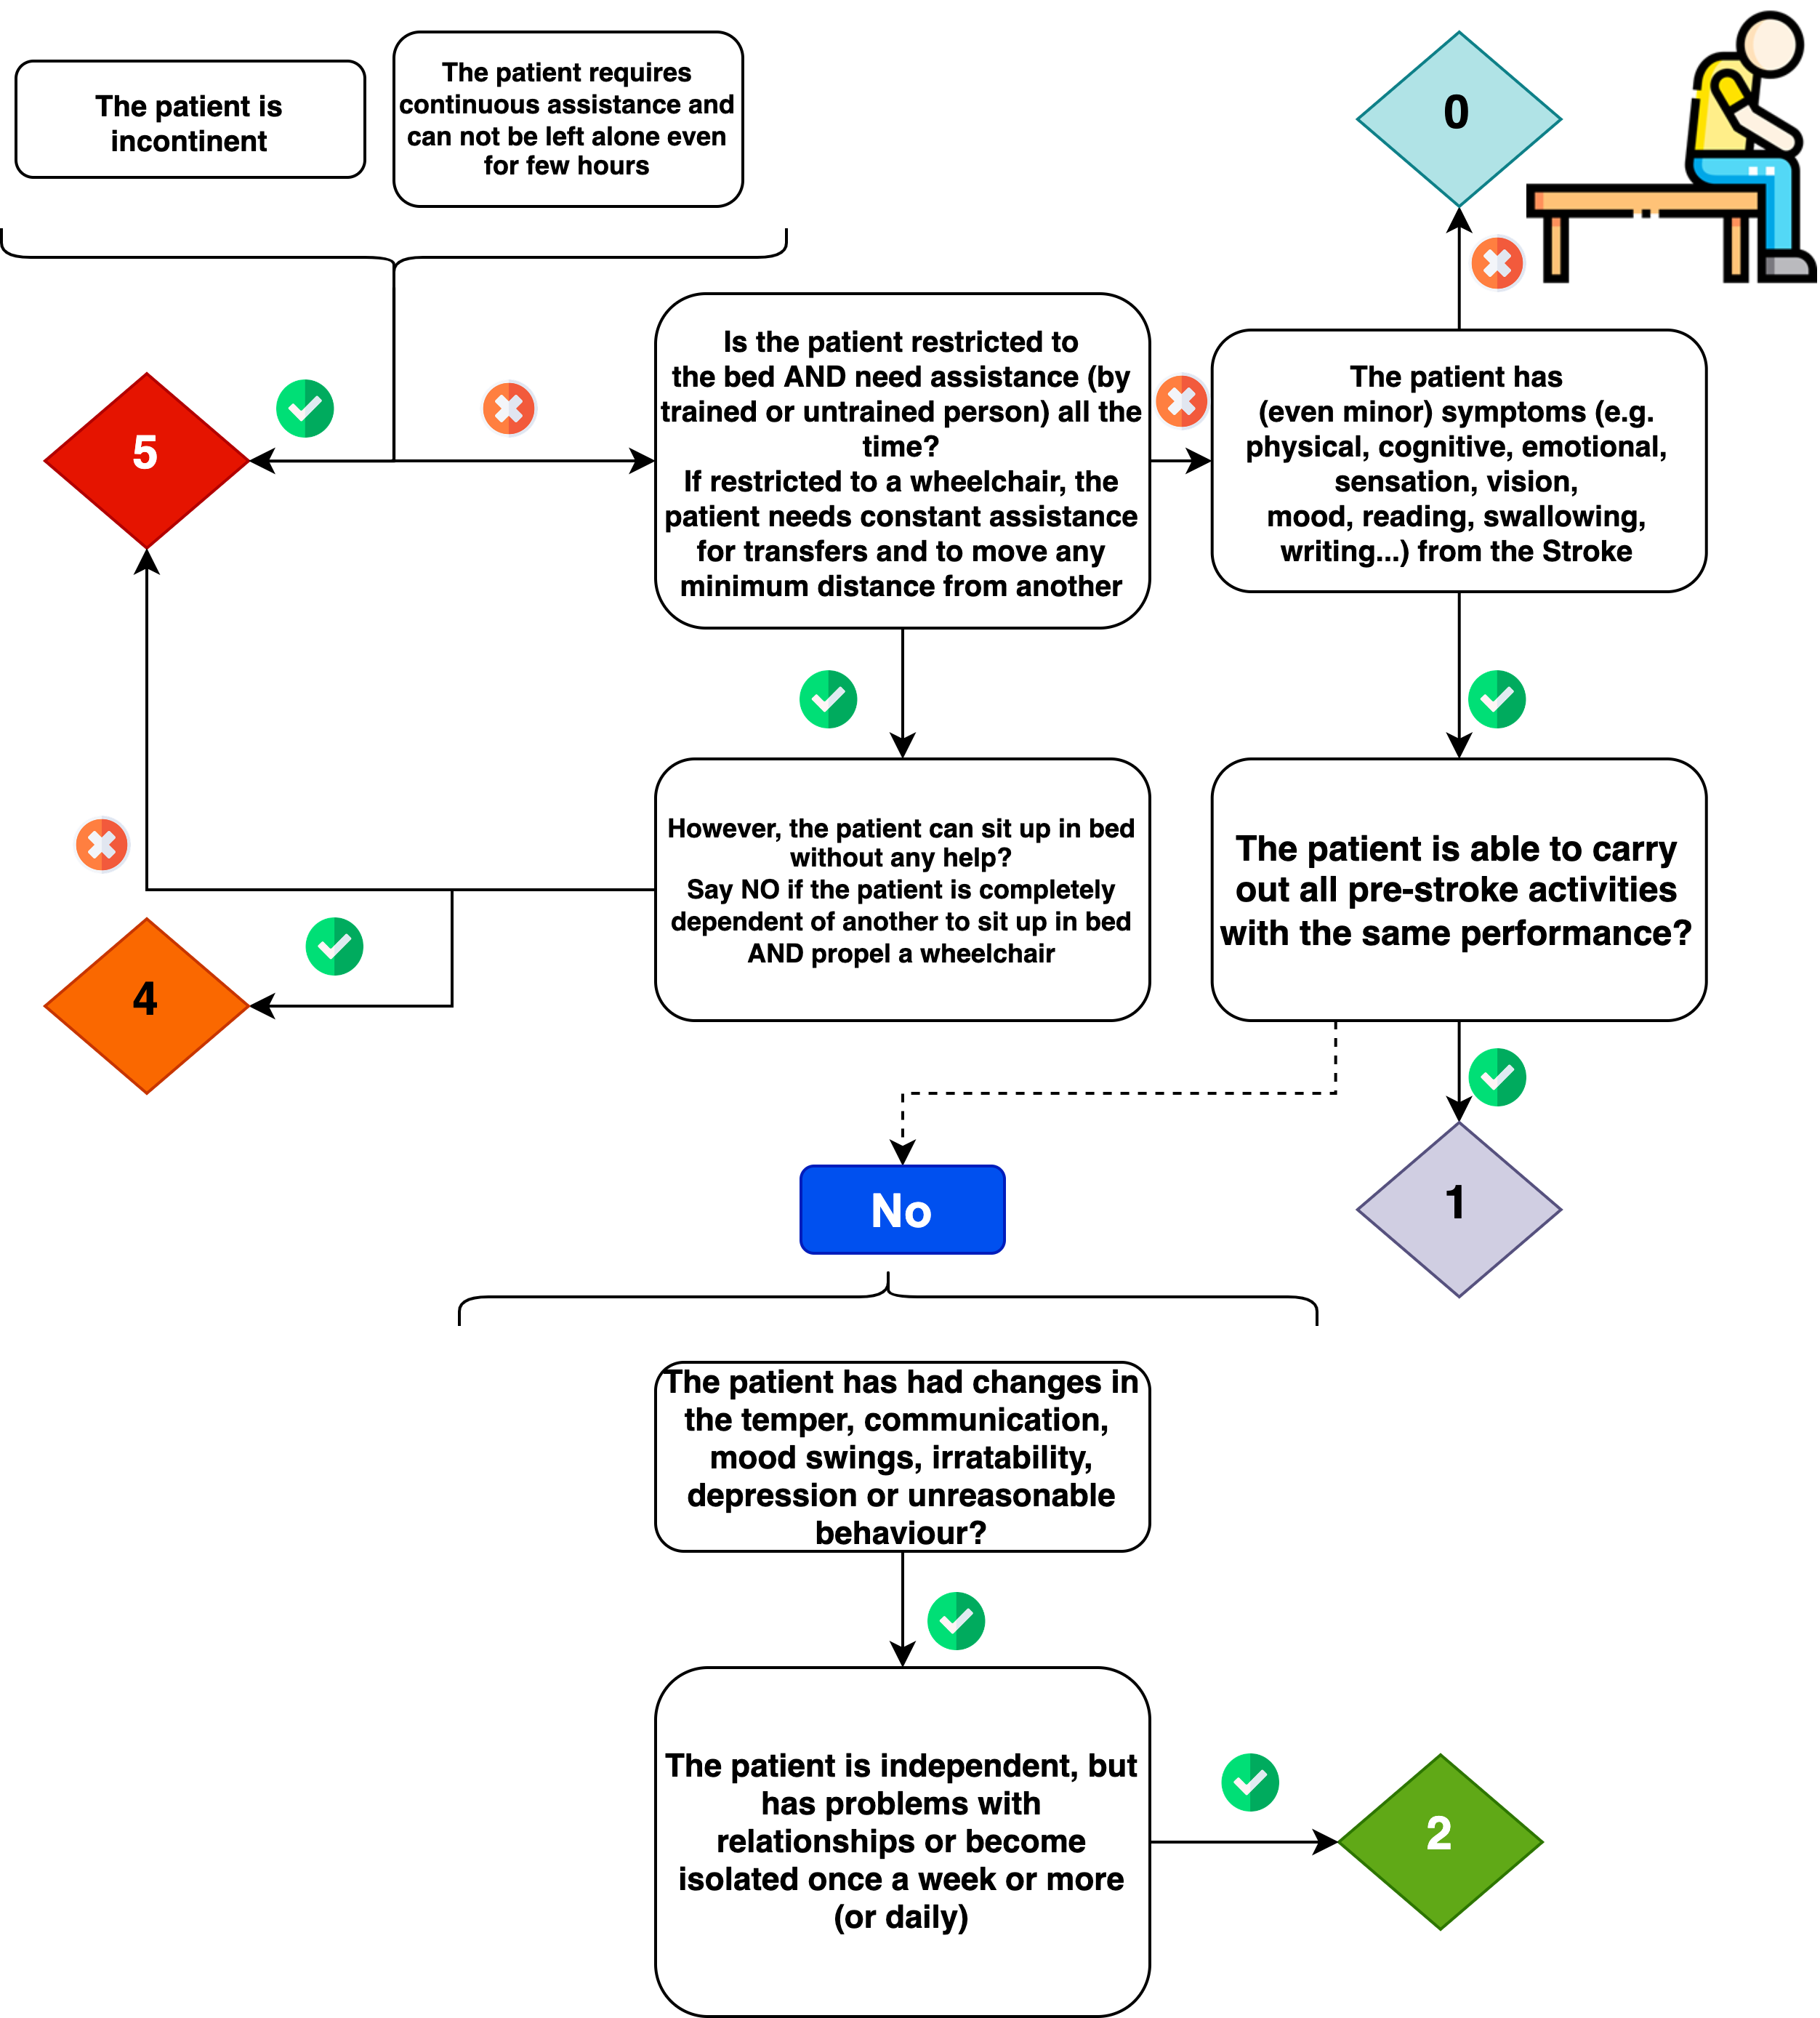 The patient is
incontinent
The patient requires
continuous assistance and
can not be left alone even
for few hours
0
5
Is the patient restricted to
the bed AND need assistance (by
trained or untrained person) all the
time?
If restricted to a wheelchair, the
patient needs constant assistance
for transfers and to move any
minimum distance from another
The patient has
(even minor) symptoms (e.g.
physical, cognitive, emotional,
sensation, vision,
mood, reading, swallowing,
writing...) from the Stroke
However, the patient can sit up in bed
without any help?
Say NO if the patient is completely
dependent of another to sit up in bed
AND propel a wheelchair
The patient is able to carry
out all pre-stroke activities
with the same performance?
4
No
1
The patient has had changes in
the temper, communication,
mood swings, irratability,
depression or unreasonable
behaviour?
The patient is independent, but
has problems with
relationships or become
isolated once a week or more
(or daily)
2